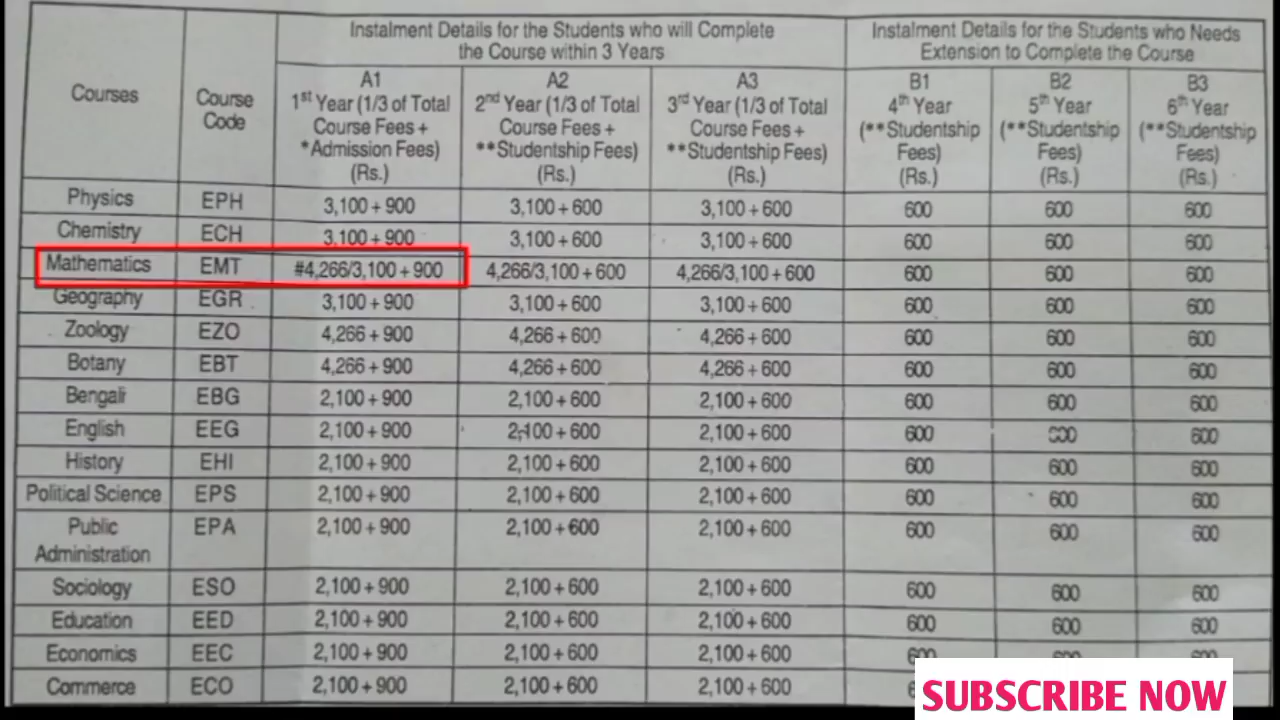 Instalment Details for the Students who will Complete the Course within 3 Years
Instalment Details for the Students who Needs Extension to Complete the Course
Courses
Course Code
A1 1st Year (1/3 of Total Course Fees + *Admission Fees) (Rs.)
A2 2nd Year (1/3 of Total Course Fees + **Studentship Fees) (Rs.)
A3 3rd Year (1/3 of Total Course Fees + **Studentship Fees) (Rs.)
B1 4th Year (**Studentship Fees) (Rs.)
B2 5th Year (**Studentship Fees) (Rs.)
B3 6th Year (**Studentship Fees) (Rs.)
Physics EPH 3,100 + 900 3,100 + 600 3,100 + 600 600 600 600
Chemistry ECH 3,100 + 900 3,100 + 600 3,100 + 600 600 600 600
Mathematics EMT #4,266/3,100 + 900 4,266/3,100 + 600 4,266/3,100 + 600 600 600 600
Geography EGR 3,100 + 900 3,100 + 600 3,100 + 600 600 600 600
Zoology EZO 4,266 + 900 4,266 + 600 4,266 + 600 600 600 600
Botany EBT 4,266 + 900 4,266 + 600 4,266 + 600 600 600 600
Bengali EBG 2,100 + 900 2,100 + 600 2,100 + 600 600 600 600
English EEG 2,100 + 900 2,100 + 600 2,100 + 600 600 600
History EHI 2,100 + 900 2,100 + 600 2,100 + 600 600 600 600
Political Science EPS 2,100 + 900 2,100 + 600 2,100 + 600 600 600 600
Public Administration EPA 2,100 + 900 2,100 + 600 2,100 + 600 600 600 600
Sociology ESO 2,100 + 900 2,100 + 600 2,100 + 600 600 600 600
Education EED 2,100 + 900 2,100 + 600 2,100 + 600 600 600 600
Economics EEC 2,100 + 900 2,100 + 600 2,100 + 600
Commerce ECO 2,100 + 900 2,100 + 600 2,100 + 600
SUBSCRIBE NOW